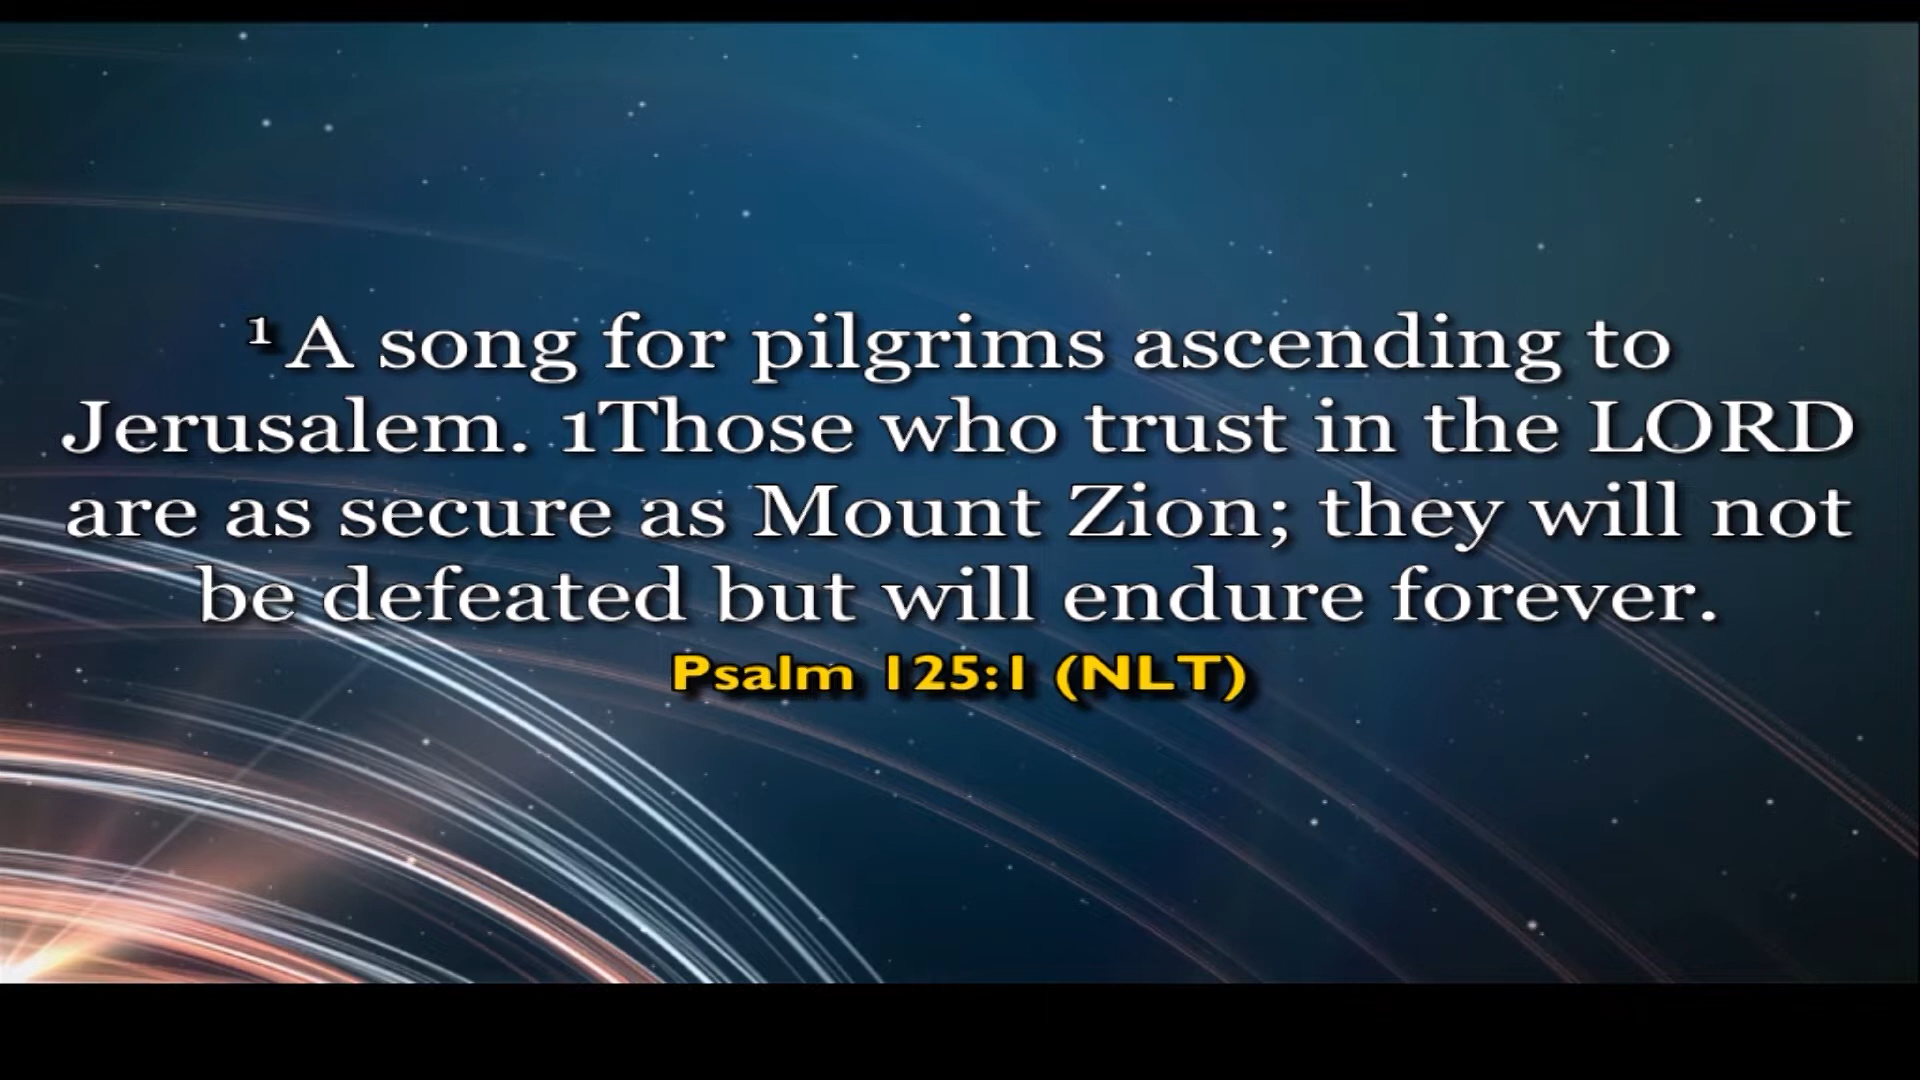 ¹ A song for pilgrims ascending to
Jerusalem. 1Those who trust in the LORD
are as secure as Mount Zion; they will not
be defeated but will endure forever.
Psalm 125:1 (NLT)